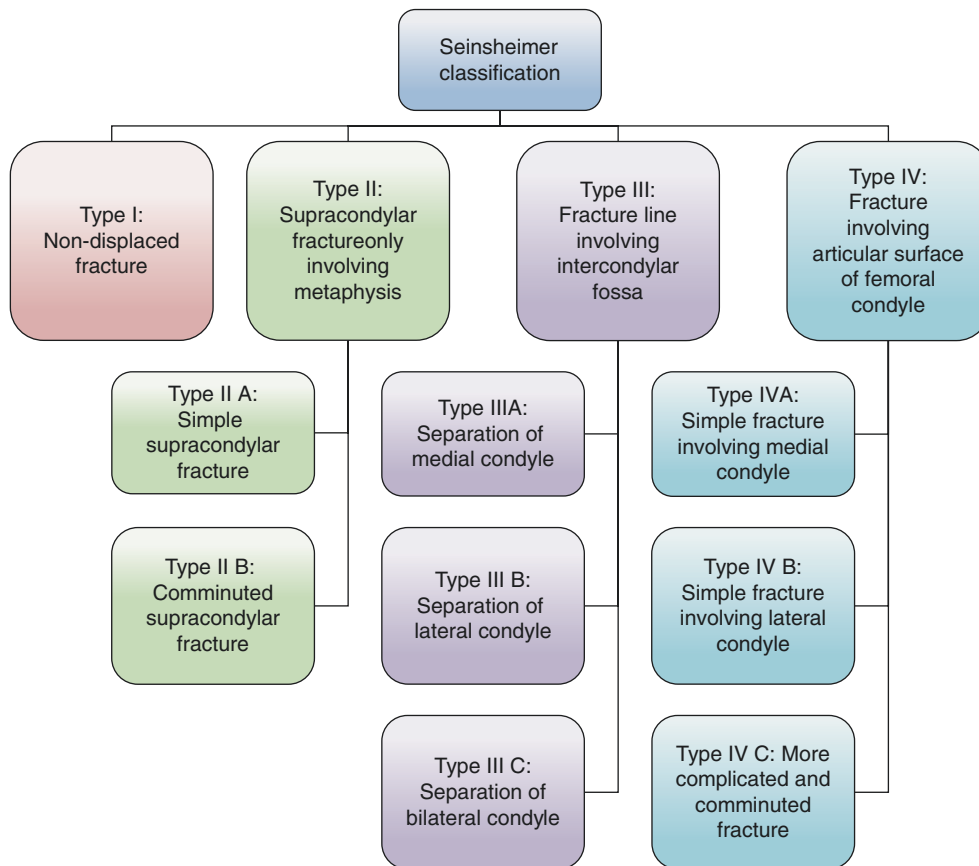 Seinsheimer
classification
Type I:
Non-displaced
fracture
Type II:
Supracondylar
fractureonly
involving
metaphysis
Type III:
Fracture line
involving
intercondylar
fossa
Type IV:
Fracture
involving
articular surface
of femoral
condyle
Type II A:
Simple
supracondylar
fracture
Type IIIA:
Separation of
medial condyle
Type IVA:
Simple fracture
involving medial
condyle
Type II B:
Comminuted
supracondylar
fracture
Type III B:
Separation of
lateral condyle
Type IV B:
Simple fracture
involving lateral
condyle
Type III C:
Separation of
bilateral condyle
Type IV C: More
complicated and
comminuted
fracture